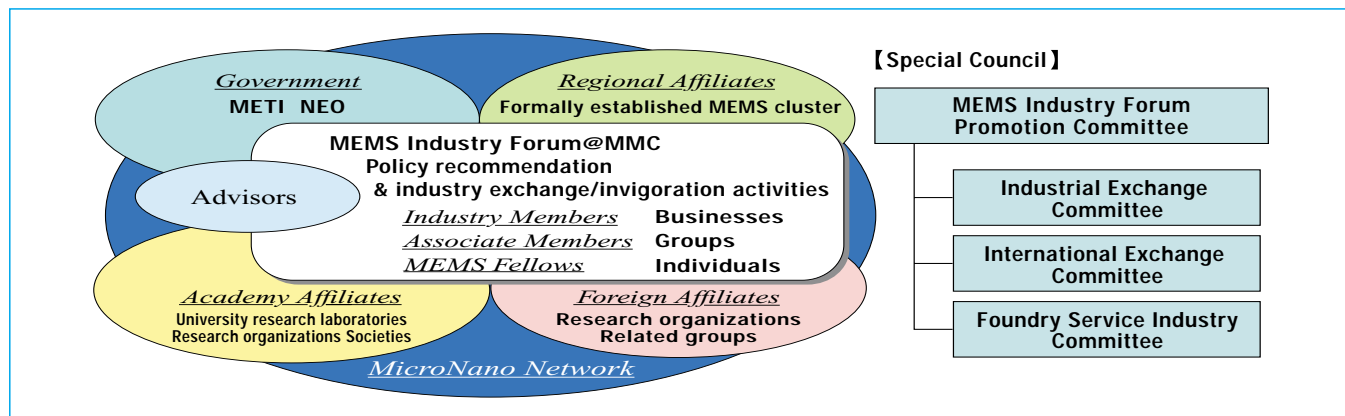 Government
METI NEO
Regional Affiliates
Formally established MEMS cluster
MEMS Industry Forum@MMC
Policy recommendation
& industry exchange/invigoration activities
Advisors
Industry Members Businesses
Associate Members Groups
MEMS Fellows Individuals
Academy Affiliates
University research laboratories
Research organizations Societies
Foreign Affiliates
Research organizations
Related groups
MicroNano Network
【Special Council】
MEMS Industry Forum
Promotion Committee
Industrial Exchange
Committee
International Exchange
Committee
Foundry Service Industry
Committee